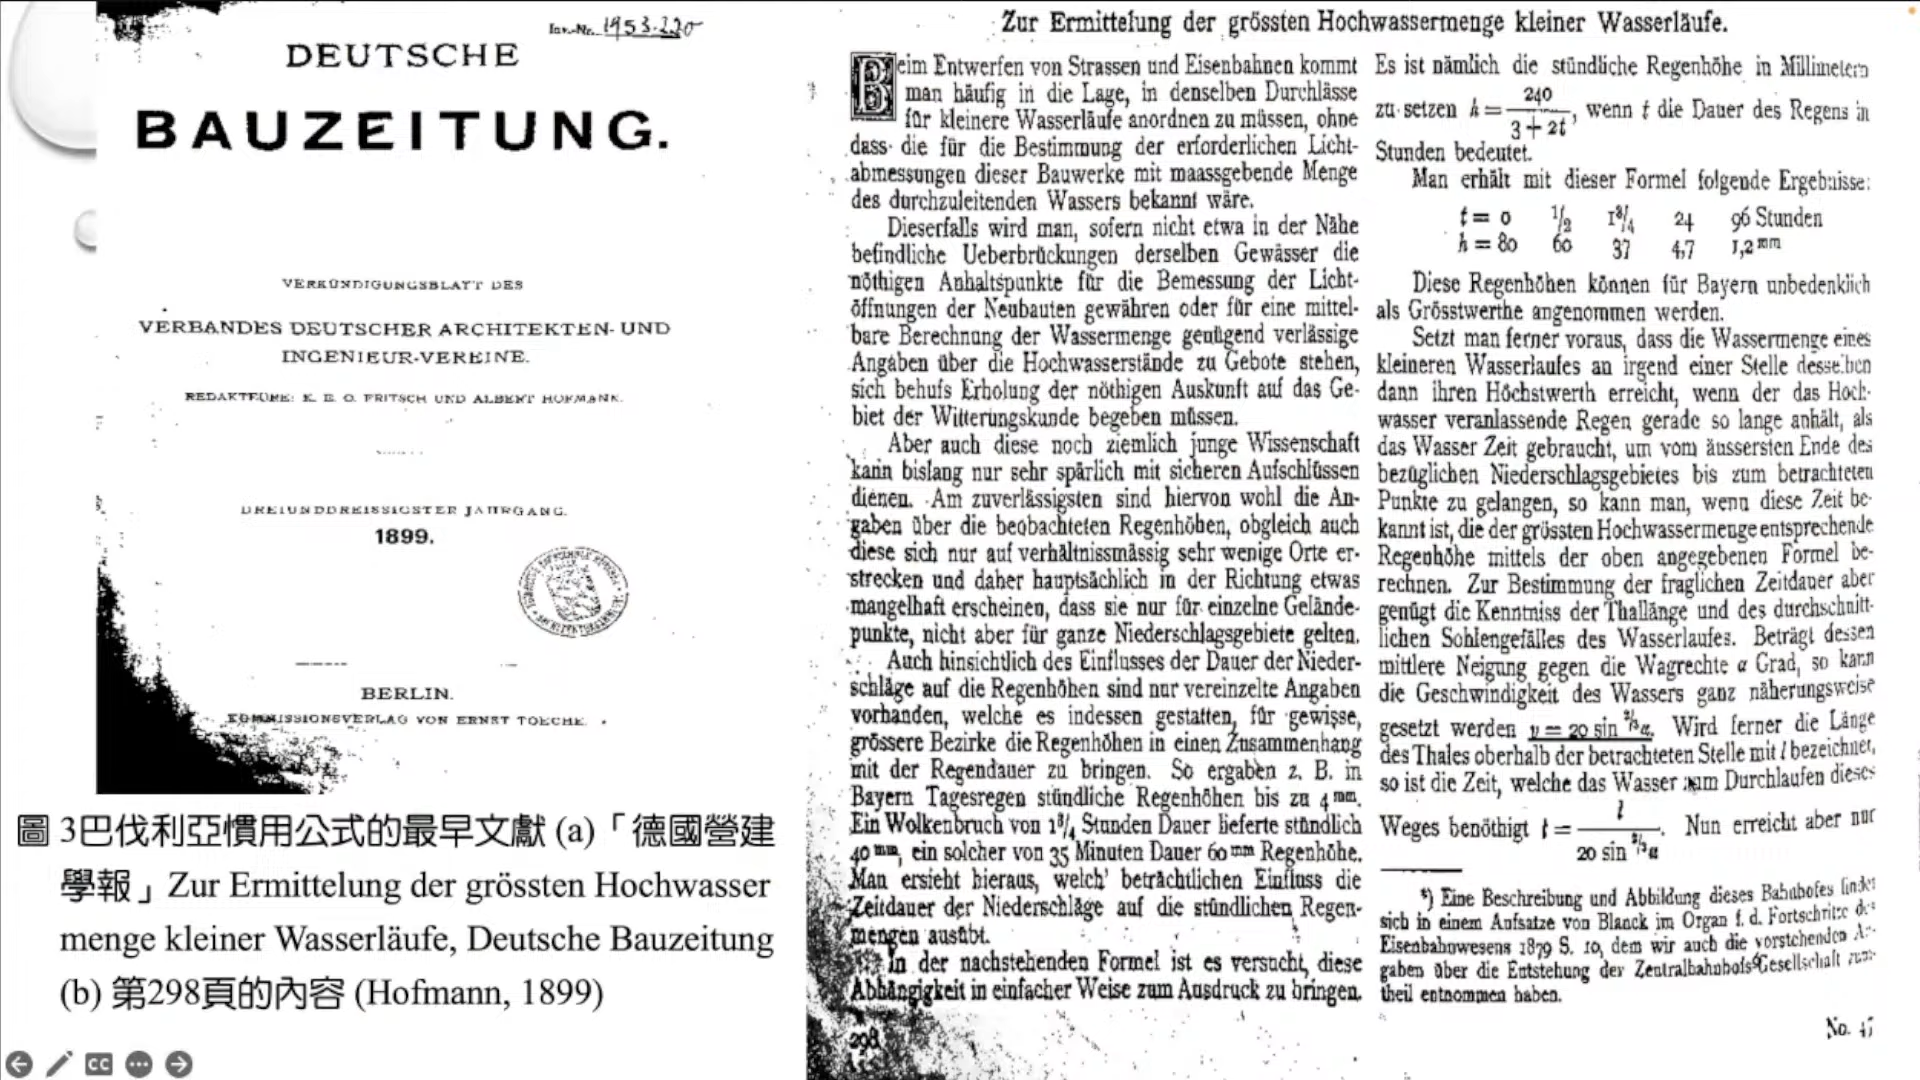 Inv.-Nr. 1953.220
DEUTSCHE
BAUZEITUNG.
VERKÜNDIGUNGSBLATT DES
VERBANDES DEUTSCHER ARCHITEKTEN- UND
INGENIEUR-VEREINE.
REDAKTEURE: K. E. O. FRITSCH UND ALBERT HOFMANN.
DREIUNDDREISSIGSTER JAHRGANG.
1899.
BERLIN.
KOMMISSIONSVERLAG VON ERNST TOECHE.
圖 3巴伐利亞慣用公式的最早文獻 (a)「德國營建
學報」Zur Ermittelung der grössten Hochwasser
menge kleiner Wasserläufe, Deutsche Bauzeitung
(b) 第298頁的內容 (Hofmann, 1899)
Zur Ermittelung der grössten Hochwassermenge kleiner Wasserläufe.
Beim Entwerfen von Strassen und Eisenbahnen kommt
man häufig in die Lage, in denselben Durchlässe
für kleinere Wasserläufe anordnen zu müssen, ohne
dass die für die Bestimmung der erforderlichen Licht-
abmessungen dieser Bauwerke mit maassgebende Menge
des durchzuleitenden Wassers bekannt wäre.
Dieserfalls wird man, sofern nicht etwa in der Nähe
befindliche Ueberbrückungen derselben Gewässer die
nöthigen Anhaltspunkte für die Bemessung der Licht-
öffnungen der Neubauten gewähren oder für eine mittel-
bare Berechnung der Wassermenge genügend verlässige
Angaben über die Hochwasserstände zu Gebote stehen,
sich behufs Erholung der nöthigen Auskunft auf das Ge-
biet der Witterungskunde begeben müssen.
Aber auch diese noch ziemlich junge Wissenschaft
kann bislang nur sehr spärlich mit sicheren Aufschlüssen
dienen. Am zuverlässigsten sind hiervon wohl die An-
gaben über die beobachteten Regenhöhen, obgleich auch
diese sich nur auf verhältnissmässig sehr wenige Orte er-
strecken und daher hauptsächlich in der Richtung etwas
mangelhaft erscheinen, dass sie nur für einzelne Gelände-
punkte, nicht aber für ganze Niederschlagsgebiete gelten.
Auch hinsichtlich des Einflusses der Dauer der Nieder-
schläge auf die Regenhöhen sind nur vereinzelte Angaben
vorhanden, welche es indessen gestatten, für gewisse,
grössere Bezirke die Regenhöhen in einen Zusammenhang
mit der Regendauer zu bringen. So ergaben z. B. in
Bayern Tagesregen stündliche Regenhöhen bis zu 4 mm.
Ein Wolkenbruch von 1 3/4 Stunden Dauer lieferte stündlich
40 mm, ein solcher von 35 Minuten Dauer 60 mm Regenhöhe.
Man ersieht hieraus, welch' beträchtlichen Einfluss die
Zeitdauer der Niederschläge auf die stündlichen Regen-
mengen ausübt.
In der nachstehenden Formel ist es versucht, diese
Abhängigkeit in einfacher Weise zum Ausdruck zu bringen.
298
Es ist nämlich die stündliche Regenhöhe in Millimetern
zu setzen h = 240 / (3 + 2t), wenn t die Dauer des Regens in
Stunden bedeutet.
Man erhält mit dieser Formel folgende Ergebnisse:
t = 0 1/2 1 3/4 24 96 Stunden
h = 80 60 37 4,7 1,2 mm
Diese Regenhöhen können für Bayern unbedenklich
als Grösstwerthe angenommen werden.
Setzt man ferner voraus, dass die Wassermenge eines
kleineren Wasserlaufes an irgend einer Stelle desselben
dann ihren Höchstwerth erreicht, wenn der das Hoch-
wasser veranlassende Regen gerade so lange anhält, als
das Wasser Zeit gebraucht, um vom äussersten Ende des
bezüglichen Niederschlagsgebietes bis zum betrachteten
Punkte zu gelangen, so kann man, wenn diese Zeit be-
kannt ist, die der grössten Hochwassermenge entsprechende
Regenhöhe mittels der oben angegebenen Formel be-
rechnen. Zur Bestimmung der fraglichen Zeitdauer aber
genügt die Kenntniss der Thallänge und des durchschnitt-
lichen Sohlengefälles des Wasserlaufes. Beträgt dessen
mittlere Neigung gegen die Wagrechte α Grad, so kann
die Geschwindigkeit des Wassers ganz näherungsweise
gesetzt werden v = 20 sin 3/5 α. Wird ferner die Länge
des Thales oberhalb der betrachteten Stelle mit l bezeichnet,
so ist die Zeit, welche das Wasser zum Durchlaufen dieses
Weges benöthigt t = l / (20 sin 3/5 α). Nun erreicht aber nur
*) Eine Beschreibung und Abbildung dieses Bahnhofes findet
sich in einem Aufsatze von Blanck im Organ f. d. Fortschritte des
Eisenbahnwesens 1879 S. 10, dem wir auch die vorstehenden An-
gaben über die Entstehung der Zentralbahnhofs-Gesellschaft zum
theil entnommen haben.
No. 47